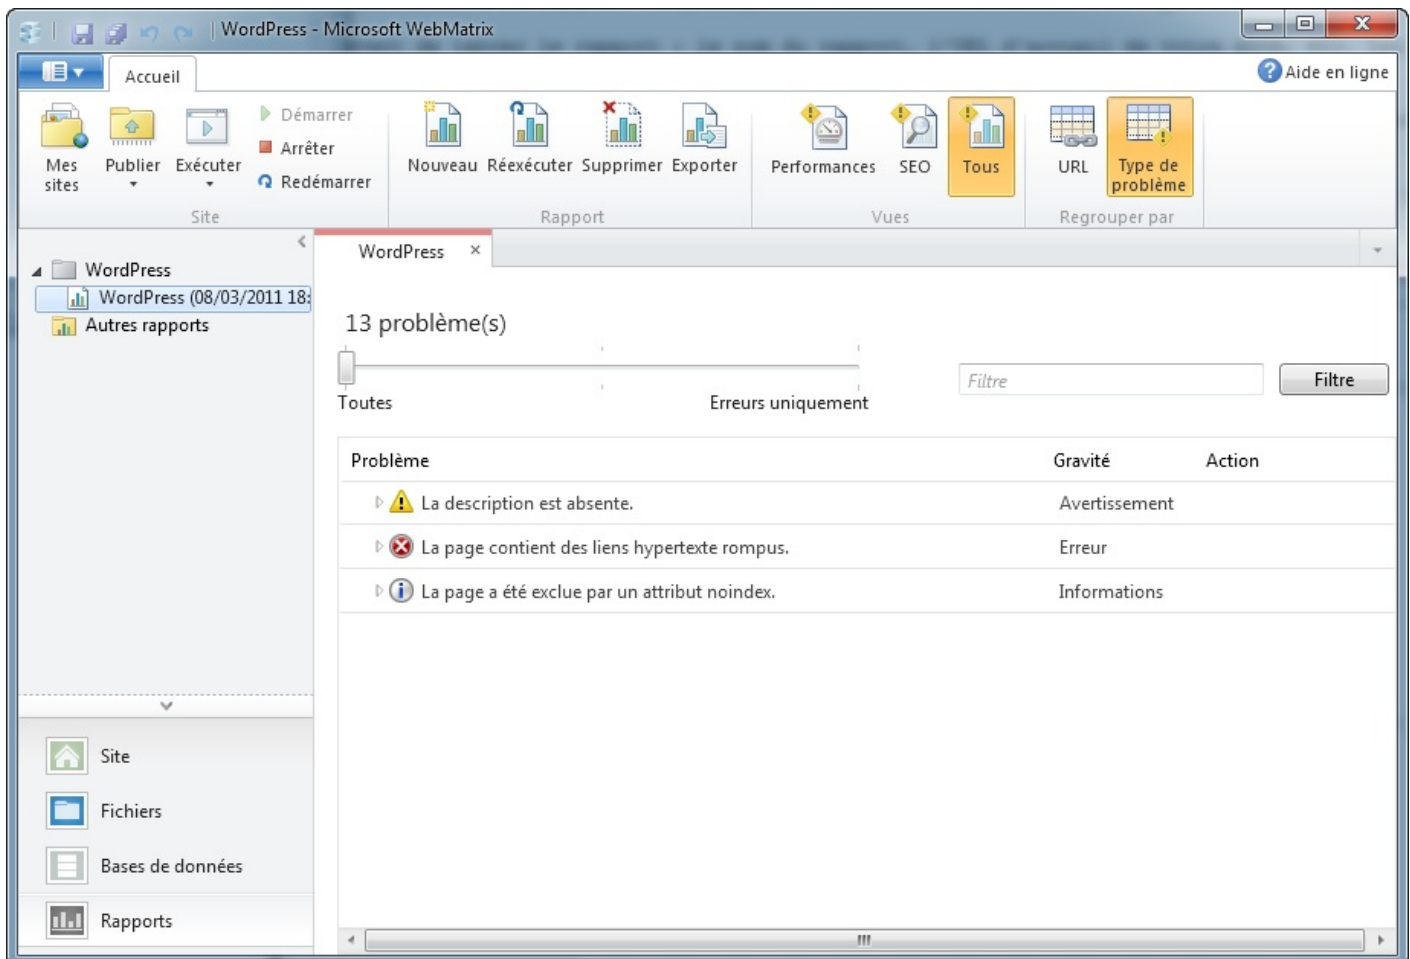 WordPress - Microsoft WebMatrix
Accueil
Aide en ligne
Mes sites
Publier
Exécuter
Démarrer
Arrêter
Redémarrer
Site
Nouveau
Réexécuter
Supprimer
Exporter
Rapport
Performances
SEO
Tous
Vues
URL
Type de problème
Regrouper par
WordPress
WordPress (08/03/2011 18:
Autres rapports
WordPress
13 problème(s)
Toutes
Erreurs uniquement
Filtre
Filtre
Problème Gravité Action
La description est absente. Avertissement
La page contient des liens hypertexte rompus. Erreur
La page a été exclue par un attribut noindex. Informations
Site
Fichiers
Bases de données
Rapports